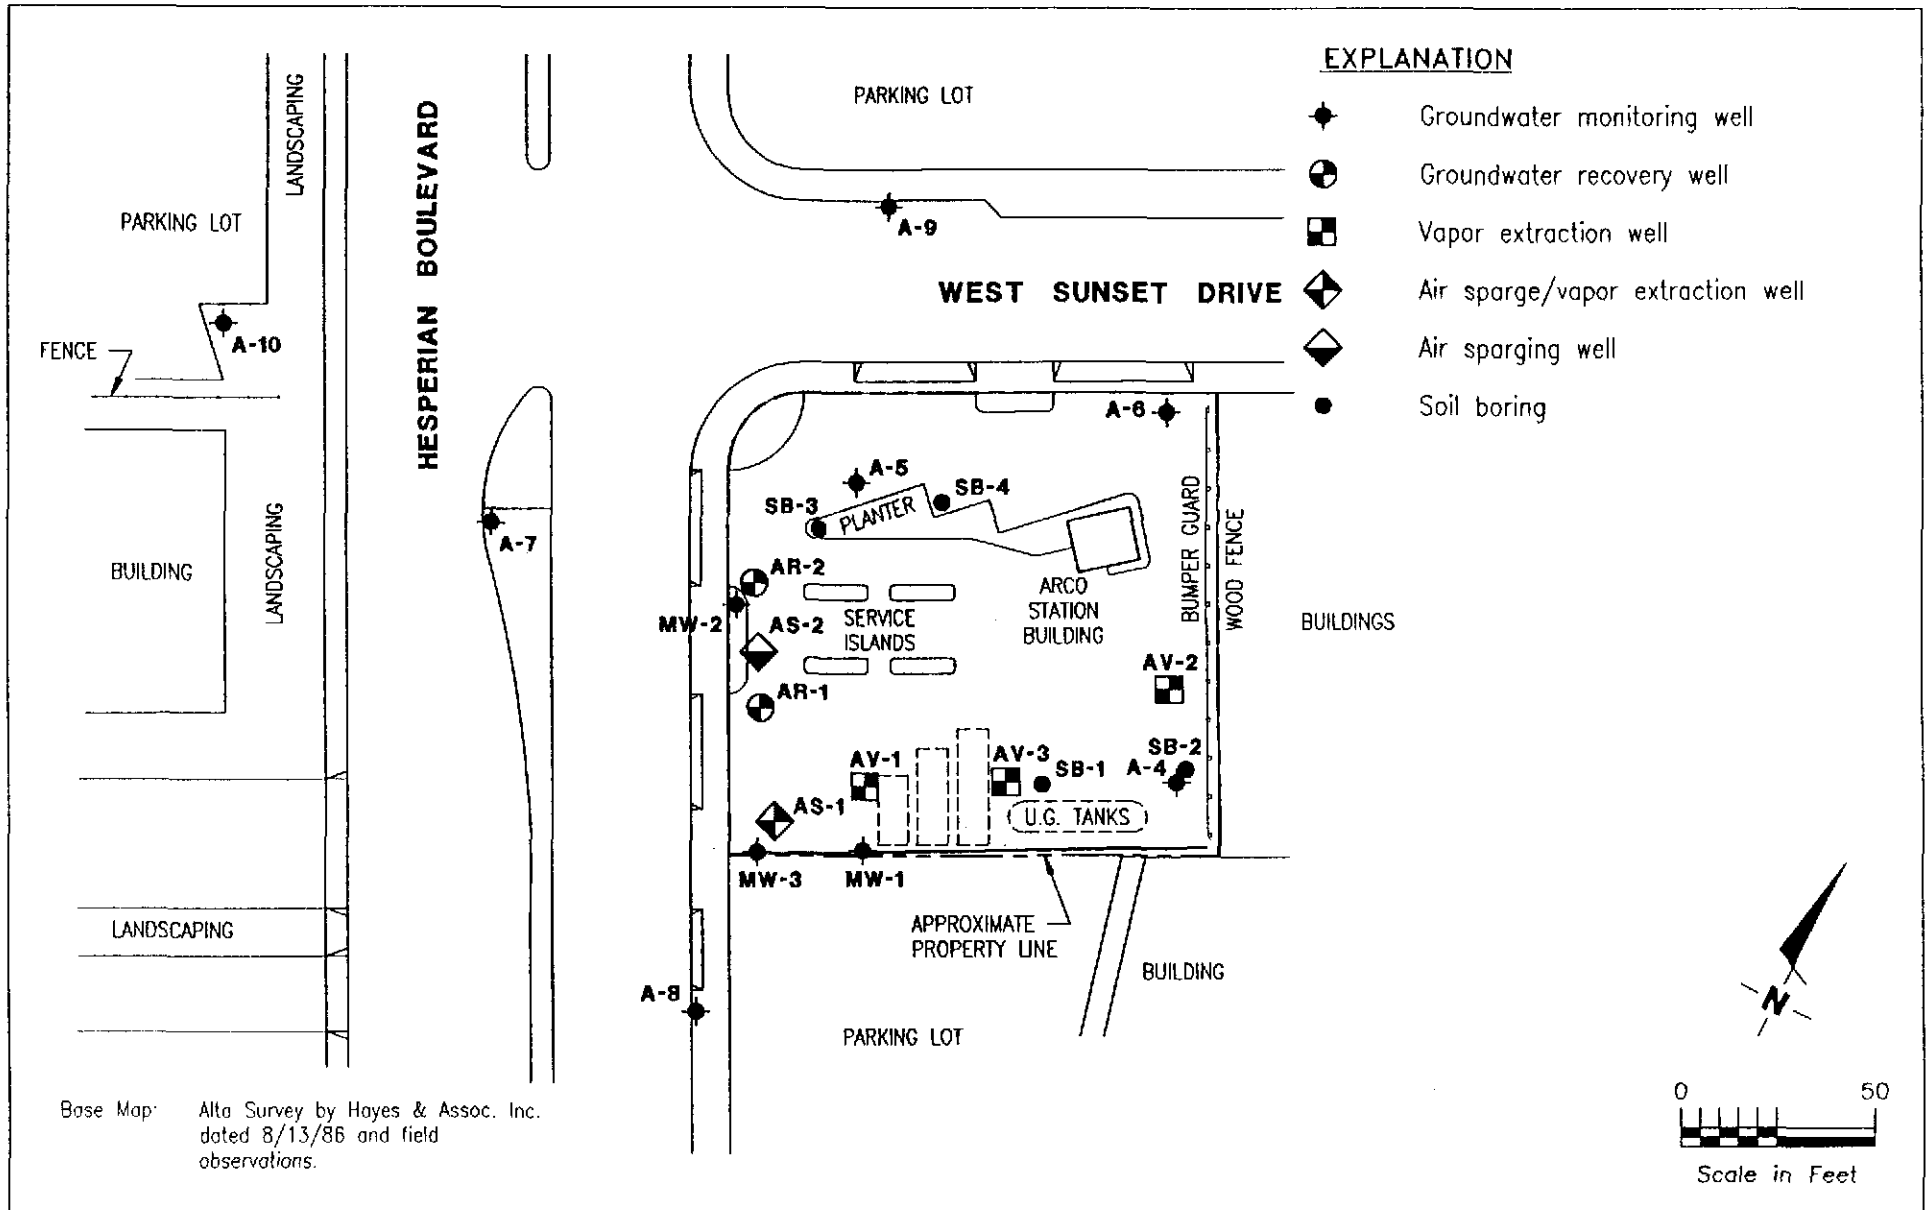 EXPLANATION
Groundwater monitoring well
Groundwater recovery well
Vapor extraction well
Air sparge/vapor extraction well
Air sparging well
Soil boring
PARKING LOT
LANDSCAPING
HESPERIAN BOULEVARD
PARKING LOT
A-9
WEST SUNSET DRIVE
A-10
FENCE
A-6
A-5
SB-4
SB-3
PLANTER
A-7
BUILDING
LANDSCAPING
BUMPER GUARD
WOOD FENCE
AR-2
ARCO
STATION
BUILDING
SERVICE
ISLANDS
MW-2
AS-2
BUILDINGS
AV-2
AR-1
AV-1
AV-3
SB-1
SB-2
A-4
AS-1
U.G. TANKS
MW-3
MW-1
APPROXIMATE
PROPERTY LINE
LANDSCAPING
BUILDING
A-8
PARKING LOT
N
Base Map:
Alta Survey by Hayes & Assoc. Inc.
dated 8/13/86 and field
observations.
0
50
Scale in Feet